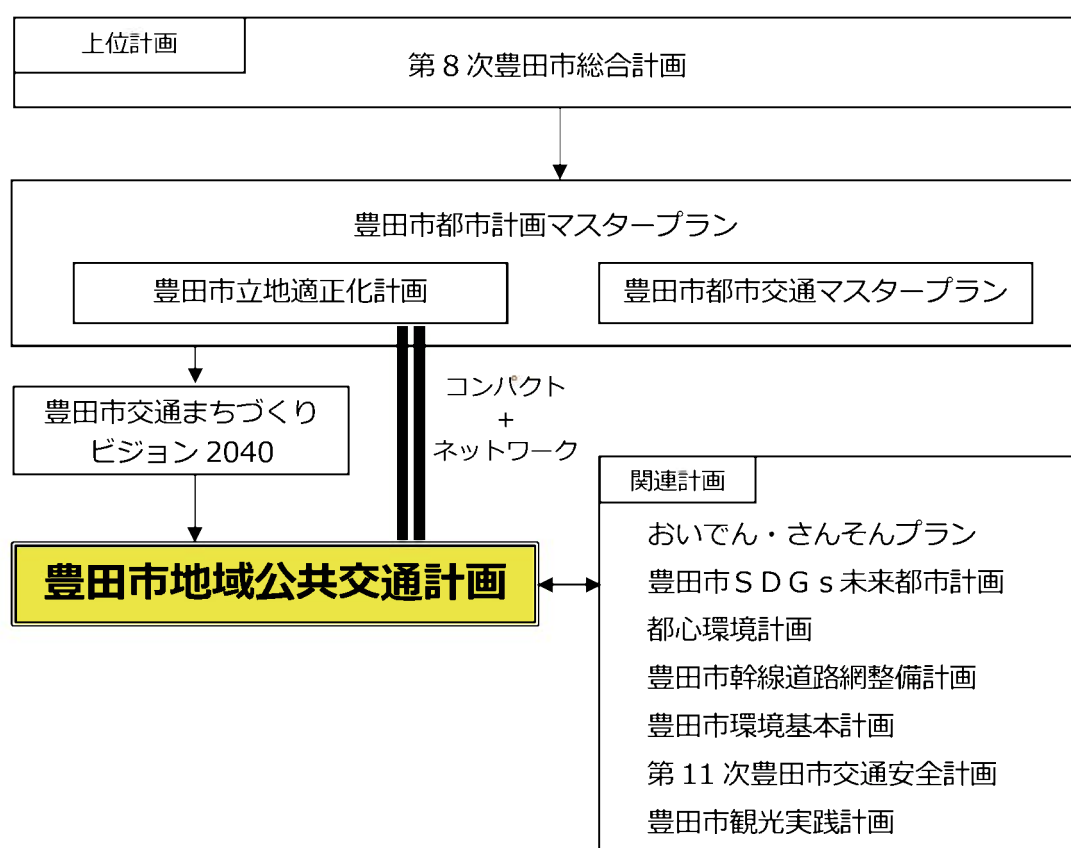 上位計画
第8次豊田市総合計画
豊田市都市計画マスタープラン
豊田市立地適正化計画
豊田市都市交通マスタープラン
豊田市交通まちづくり
ビジョン2040
コンパクト
+
ネットワーク
豊田市地域公共交通計画
関連計画
おいでん・さんそんプラン
豊田市SDGs未来都市計画
都心環境計画
豊田市幹線道路網整備計画
豊田市環境基本計画
第11次豊田市交通安全計画
豊田市観光実践計画